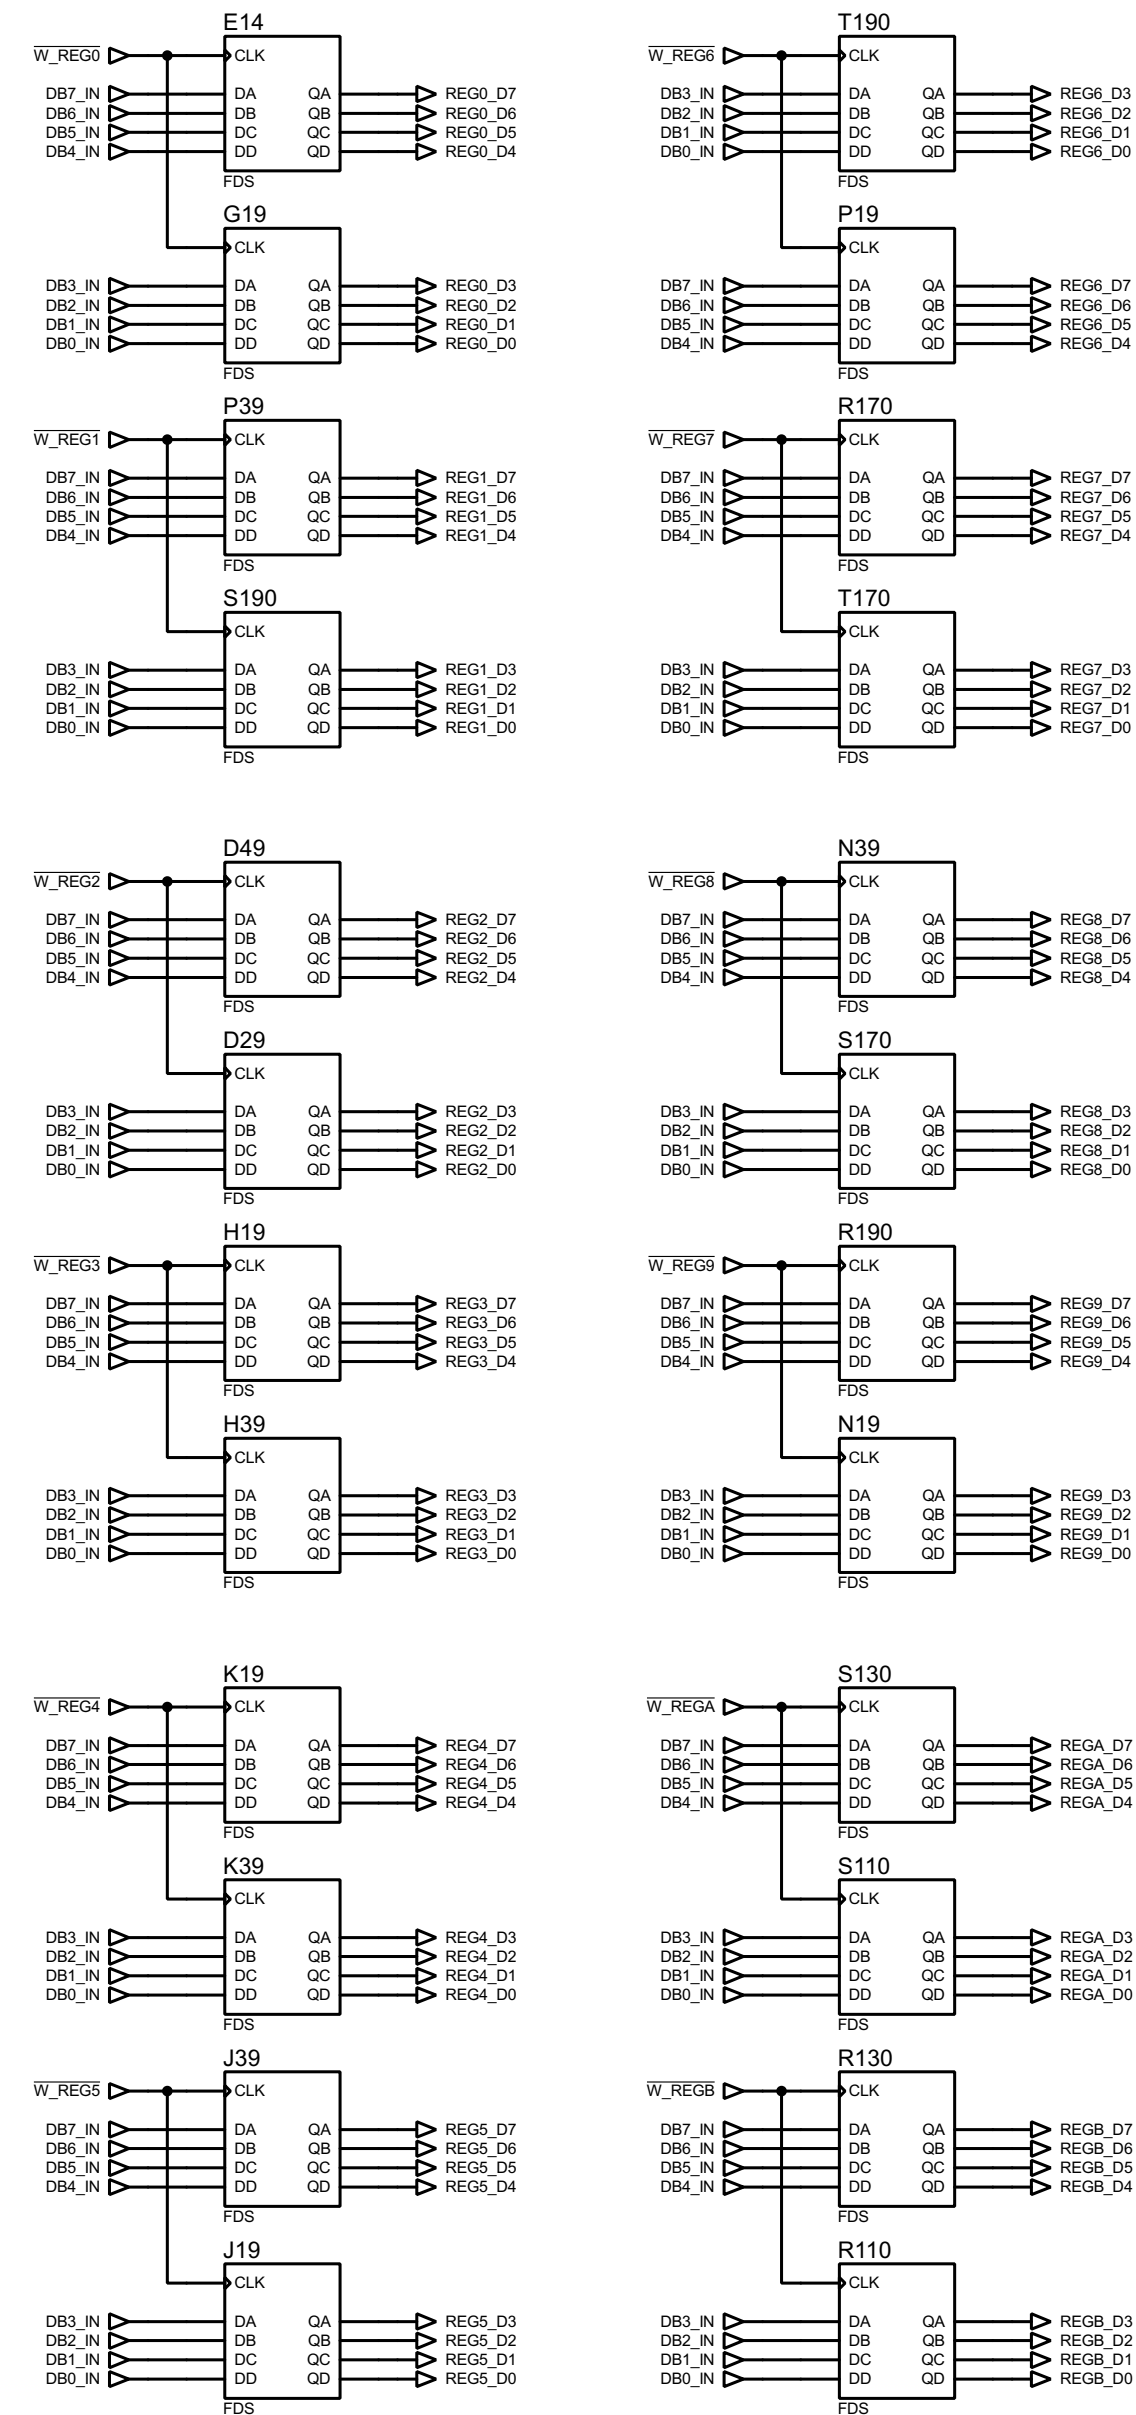 E14
W_REG0 CLK
DB7_IN DA QA REG0_D7
DB6_IN DB QB REG0_D6
DB5_IN DC QC REG0_D5
DB4_IN DD QD REG0_D4
FDS
G19
CLK
DB3_IN DA QA REG0_D3
DB2_IN DB QB REG0_D2
DB1_IN DC QC REG0_D1
DB0_IN DD QD REG0_D0
FDS
P39
W_REG1 CLK
DB7_IN DA QA REG1_D7
DB6_IN DB QB REG1_D6
DB5_IN DC QC REG1_D5
DB4_IN DD QD REG1_D4
FDS
S190
CLK
DB3_IN DA QA REG1_D3
DB2_IN DB QB REG1_D2
DB1_IN DC QC REG1_D1
DB0_IN DD QD REG1_D0
FDS
D49
W_REG2 CLK
DB7_IN DA QA REG2_D7
DB6_IN DB QB REG2_D6
DB5_IN DC QC REG2_D5
DB4_IN DD QD REG2_D4
FDS
D29
CLK
DB3_IN DA QA REG2_D3
DB2_IN DB QB REG2_D2
DB1_IN DC QC REG2_D1
DB0_IN DD QD REG2_D0
FDS
H19
W_REG3 CLK
DB7_IN DA QA REG3_D7
DB6_IN DB QB REG3_D6
DB5_IN DC QC REG3_D5
DB4_IN DD QD REG3_D4
FDS
H39
CLK
DB3_IN DA QA REG3_D3
DB2_IN DB QB REG3_D2
DB1_IN DC QC REG3_D1
DB0_IN DD QD REG3_D0
FDS
K19
W_REG4 CLK
DB7_IN DA QA REG4_D7
DB6_IN DB QB REG4_D6
DB5_IN DC QC REG4_D5
DB4_IN DD QD REG4_D4
FDS
K39
CLK
DB3_IN DA QA REG4_D3
DB2_IN DB QB REG4_D2
DB1_IN DC QC REG4_D1
DB0_IN DD QD REG4_D0
FDS
J39
W_REG5 CLK
DB7_IN DA QA REG5_D7
DB6_IN DB QB REG5_D6
DB5_IN DC QC REG5_D5
DB4_IN DD QD REG5_D4
FDS
J19
CLK
DB3_IN DA QA REG5_D3
DB2_IN DB QB REG5_D2
DB1_IN DC QC REG5_D1
DB0_IN DD QD REG5_D0
FDS
T190
W_REG6 CLK
DB3_IN DA QA REG6_D3
DB2_IN DB QB REG6_D2
DB1_IN DC QC REG6_D1
DB0_IN DD QD REG6_D0
FDS
P19
CLK
DB7_IN DA QA REG6_D7
DB6_IN DB QB REG6_D6
DB5_IN DC QC REG6_D5
DB4_IN DD QD REG6_D4
FDS
R170
W_REG7 CLK
DB7_IN DA QA REG7_D7
DB6_IN DB QB REG7_D6
DB5_IN DC QC REG7_D5
DB4_IN DD QD REG7_D4
FDS
T170
CLK
DB3_IN DA QA REG7_D3
DB2_IN DB QB REG7_D2
DB1_IN DC QC REG7_D1
DB0_IN DD QD REG7_D0
FDS
N39
W_REG8 CLK
DB7_IN DA QA REG8_D7
DB6_IN DB QB REG8_D6
DB5_IN DC QC REG8_D5
DB4_IN DD QD REG8_D4
FDS
S170
CLK
DB3_IN DA QA REG8_D3
DB2_IN DB QB REG8_D2
DB1_IN DC QC REG8_D1
DB0_IN DD QD REG8_D0
FDS
R190
W_REG9 CLK
DB7_IN DA QA REG9_D7
DB6_IN DB QB REG9_D6
DB5_IN DC QC REG9_D5
DB4_IN DD QD REG9_D4
FDS
N19
CLK
DB3_IN DA QA REG9_D3
DB2_IN DB QB REG9_D2
DB1_IN DC QC REG9_D1
DB0_IN DD QD REG9_D0
FDS
S130
W_REGA CLK
DB7_IN DA QA REGA_D7
DB6_IN DB QB REGA_D6
DB5_IN DC QC REGA_D5
DB4_IN DD QD REGA_D4
FDS
S110
CLK
DB3_IN DA QA REGA_D3
DB2_IN DB QB REGA_D2
DB1_IN DC QC REGA_D1
DB0_IN DD QD REGA_D0
FDS
R130
W_REGB CLK
DB7_IN DA QA REGB_D7
DB6_IN DB QB REGB_D6
DB5_IN DC QC REGB_D5
DB4_IN DD QD REGB_D4
FDS
R110
CLK
DB3_IN DA QA REGB_D3
DB2_IN DB QB REGB_D2
DB1_IN DC QC REGB_D1
DB0_IN DD QD REGB_D0
FDS